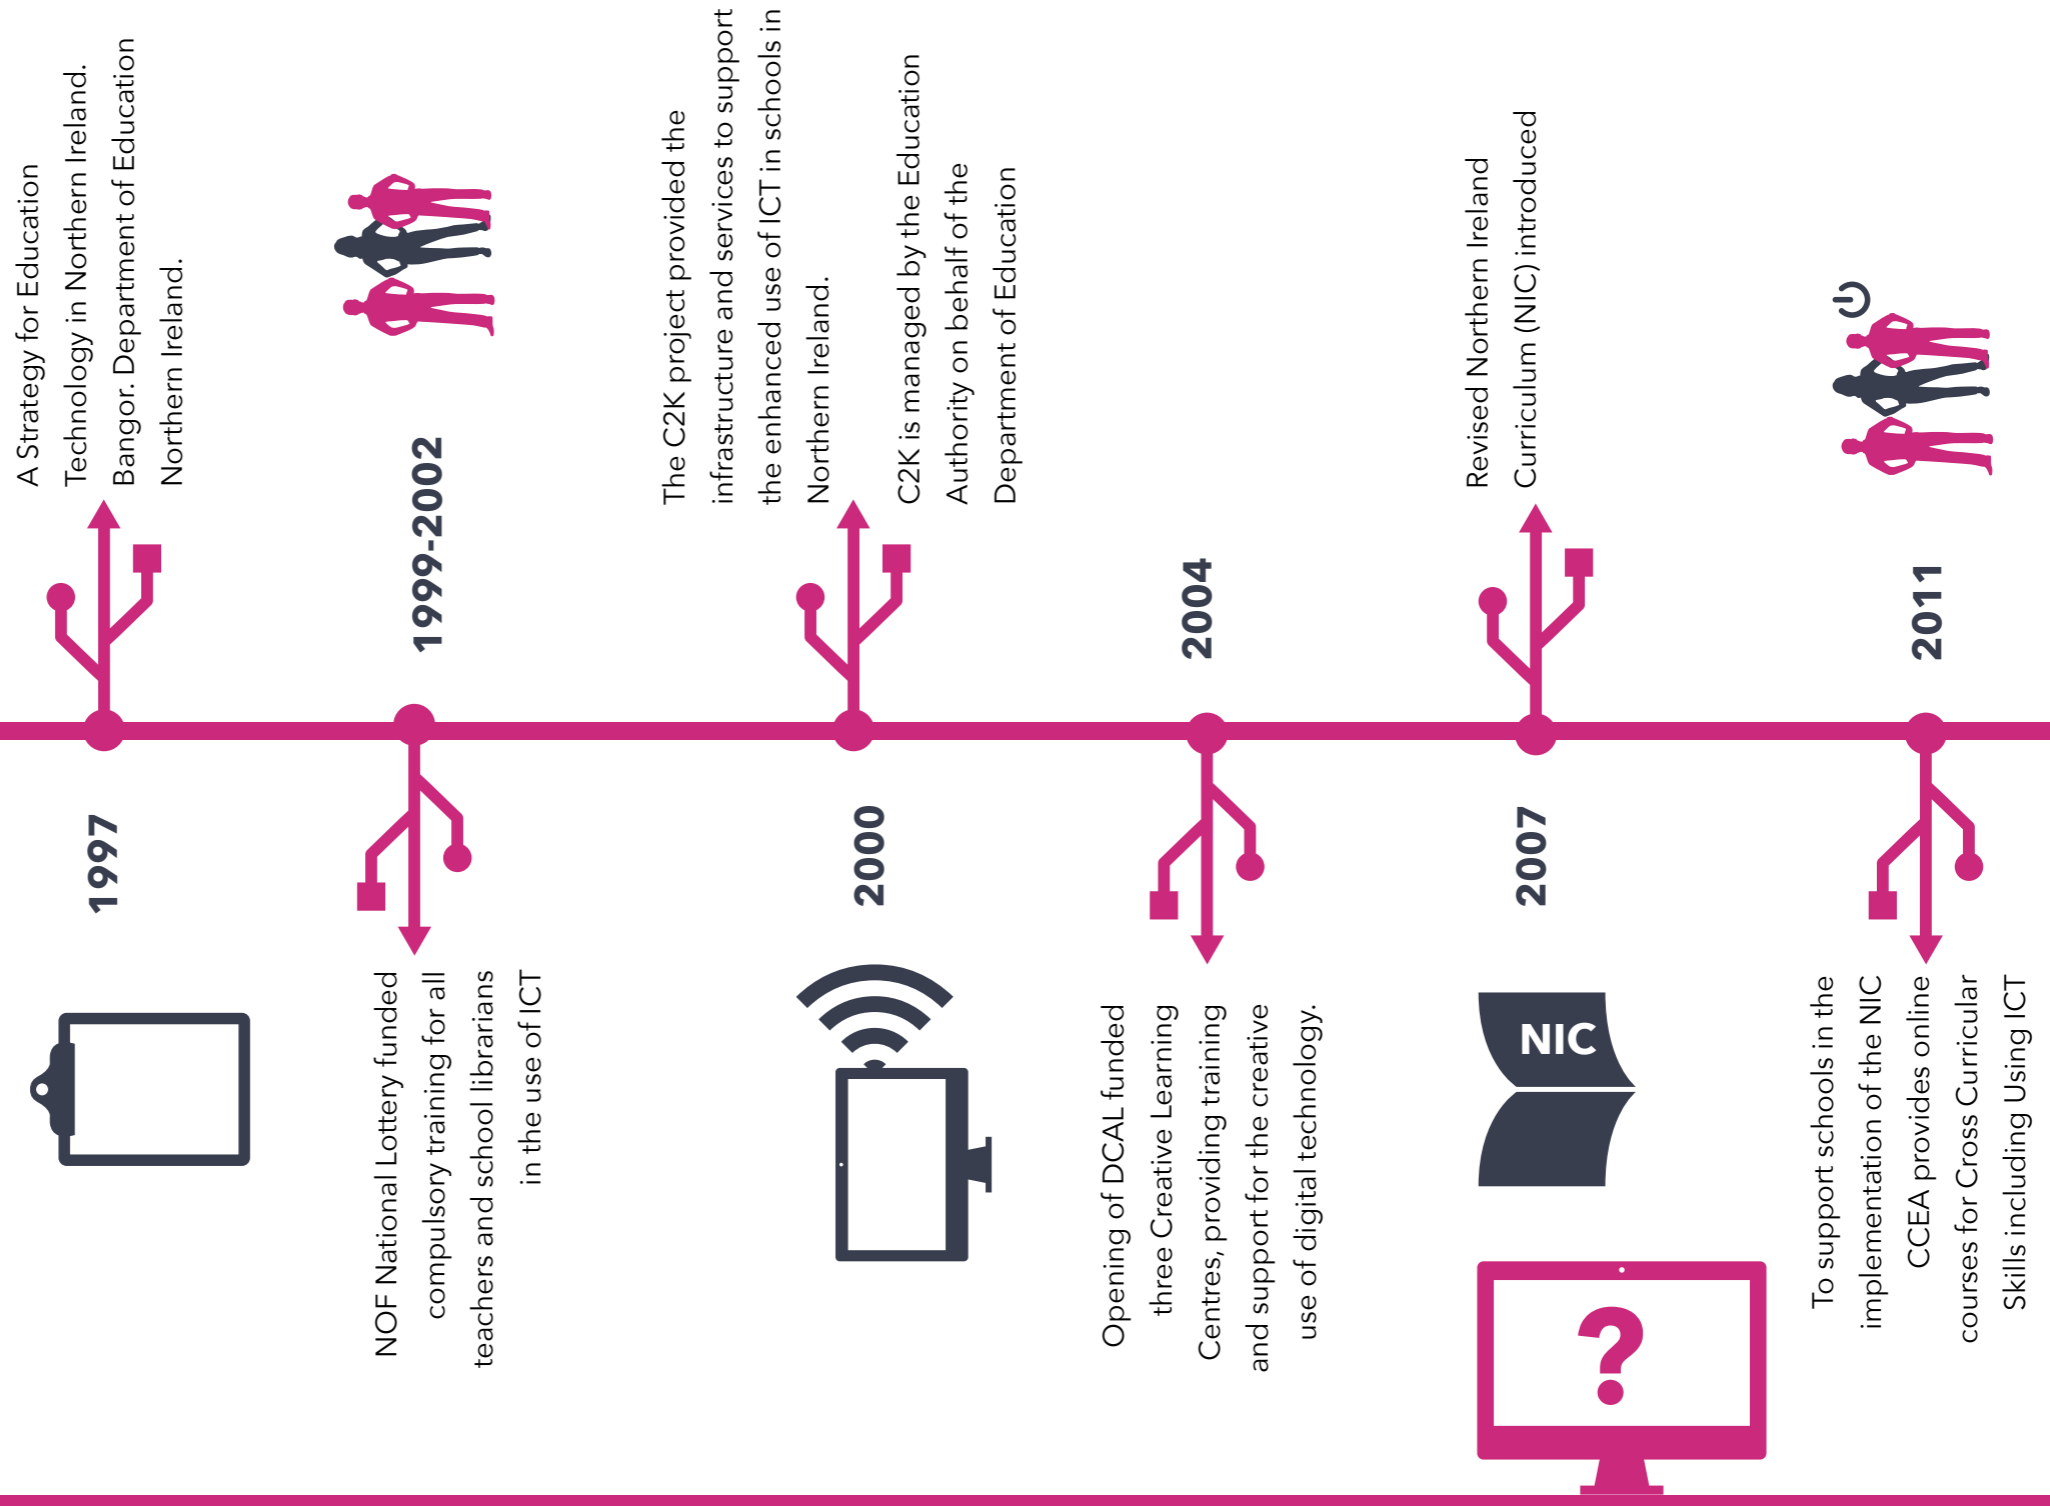 1997
A Strategy for Education
Technology in Northern Ireland.
Bangor. Department of Education
Northern Ireland.
1999-2002
NOF National Lottery funded
compulsory training for all
teachers and school librarians
in the use of ICT
2000
The C2K project provided the
infrastructure and services to support
the enhanced use of ICT in schools in
Northern Ireland.
C2K is managed by the Education
Authority on behalf of the
Department of Education
2004
Opening of DCAL funded
three Creative Learning
Centres, providing training
and support for the creative
use of digital technology.
2007
Revised Northern Ireland
Curriculum (NIC) introduced
NIC
?
2011
To support schools in the
implementation of the NIC
CCEA provides online
courses for Cross Curricular
Skills including Using ICT